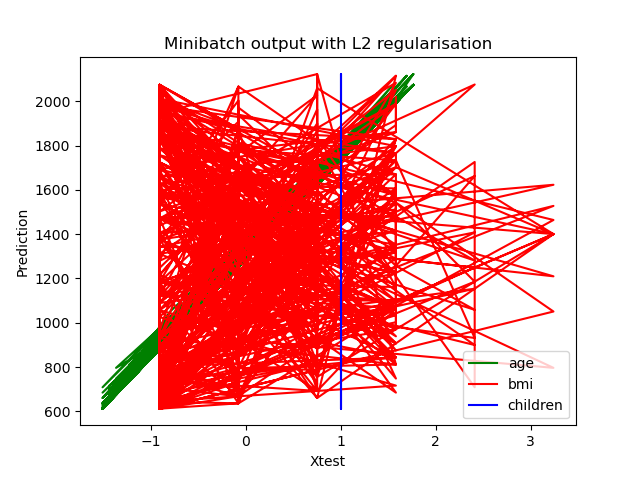 Minibatch output with L2 regularisation
Prediction
2000
1800
1600
1400
1200
1000
800
600
−1
0
1
2
3
Xtest
age
bmi
children